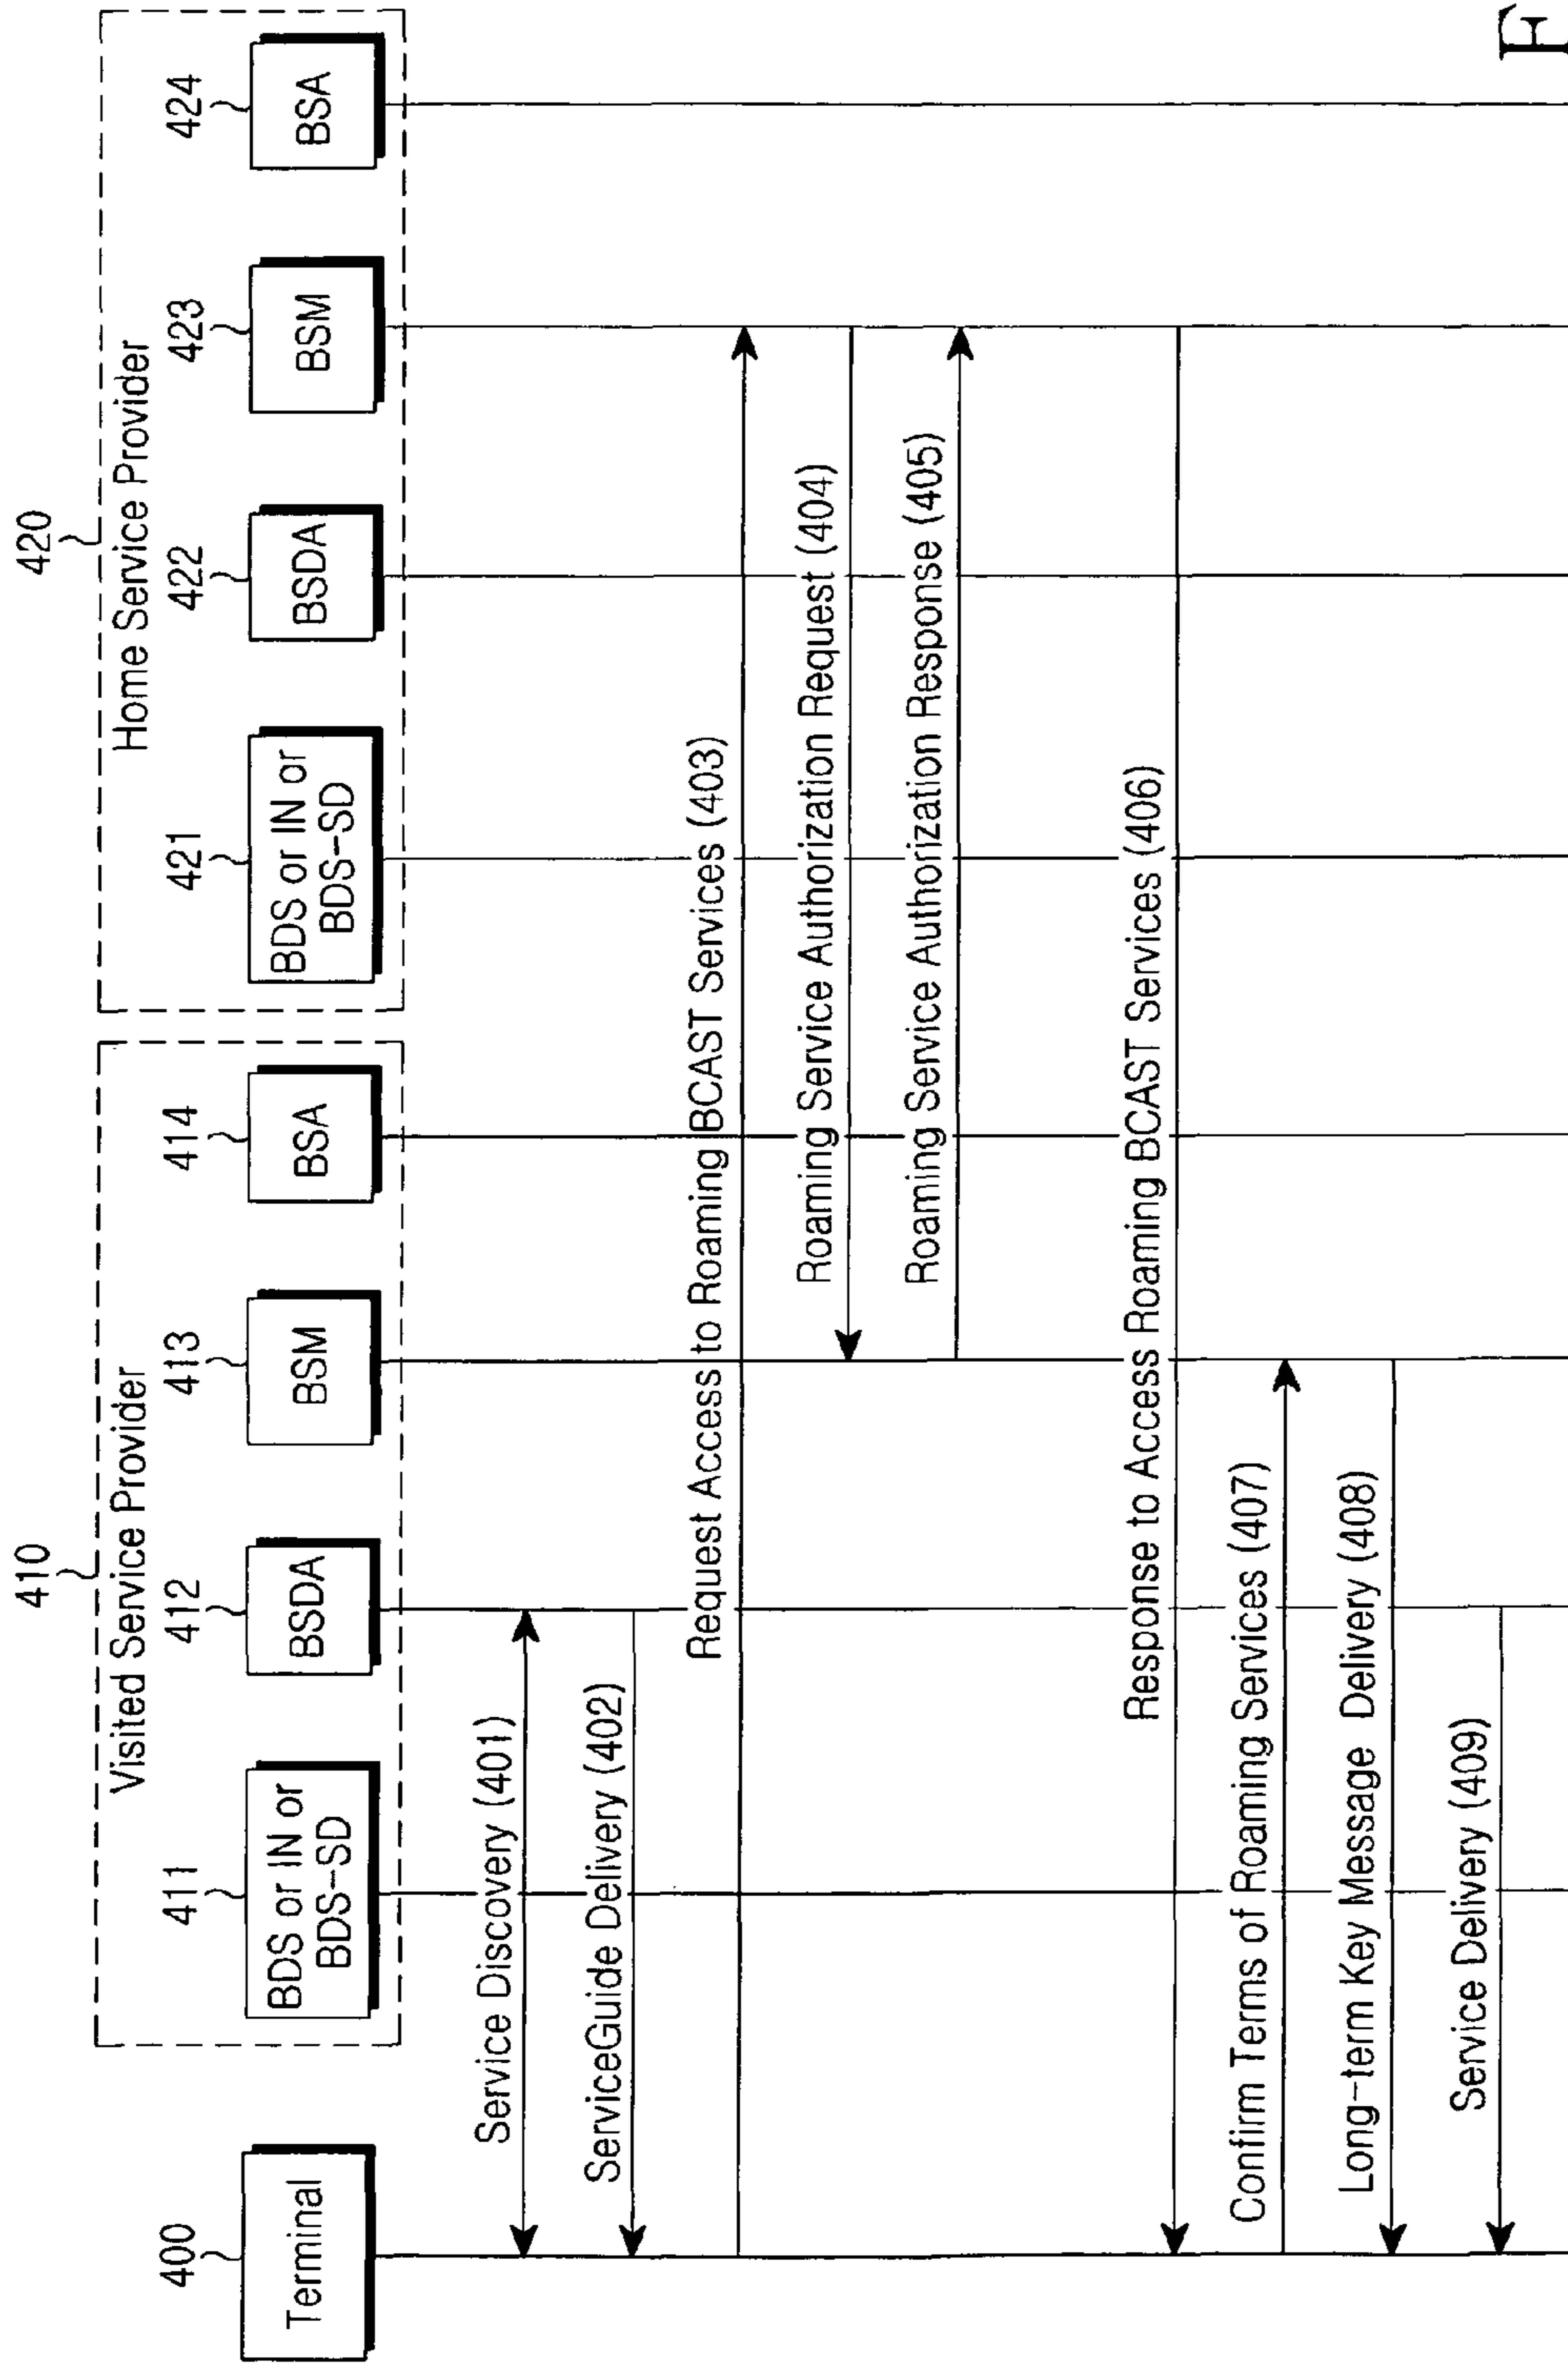 410
420
Visited Service Provider
Home Service Provider
400
411
412
413
414
421
422
423
424
Terminal
BDS or IN or
BDS-SD
BSDA
BSM
BSA
BDS or IN or
BDS-SD
BSDA
BSM
BSA
Service Discovery (401)
ServiceGuide Delivery (402)
Request Access to Roaming BCAST Services (403)
Roaming Service Authorization Request (404)
Roaming Service Authorization Response (405)
Response to Access Roaming BCAST Services (406)
Confirm Terms of Roaming Services (407)
Long-term Key Message Delivery (408)
Service Delivery (409)